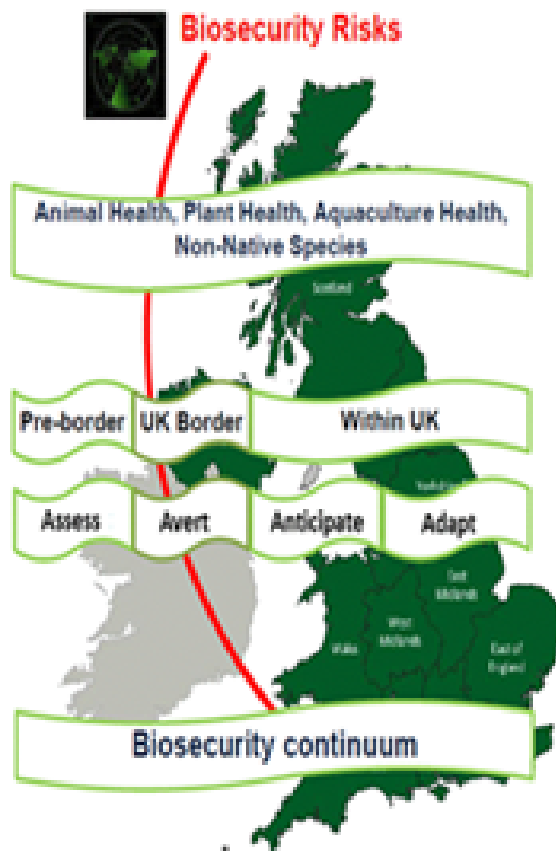 Biosecurity Risks
Animal Health, Plant Health, Aquaculture Health,
Non-Native Species
Scotland
Pre-border
UK Border
Within UK
Assess
Avert
Anticipate
Adapt
East
Midlands
West
Midlands
Wales
East of
England
Biosecurity continuum